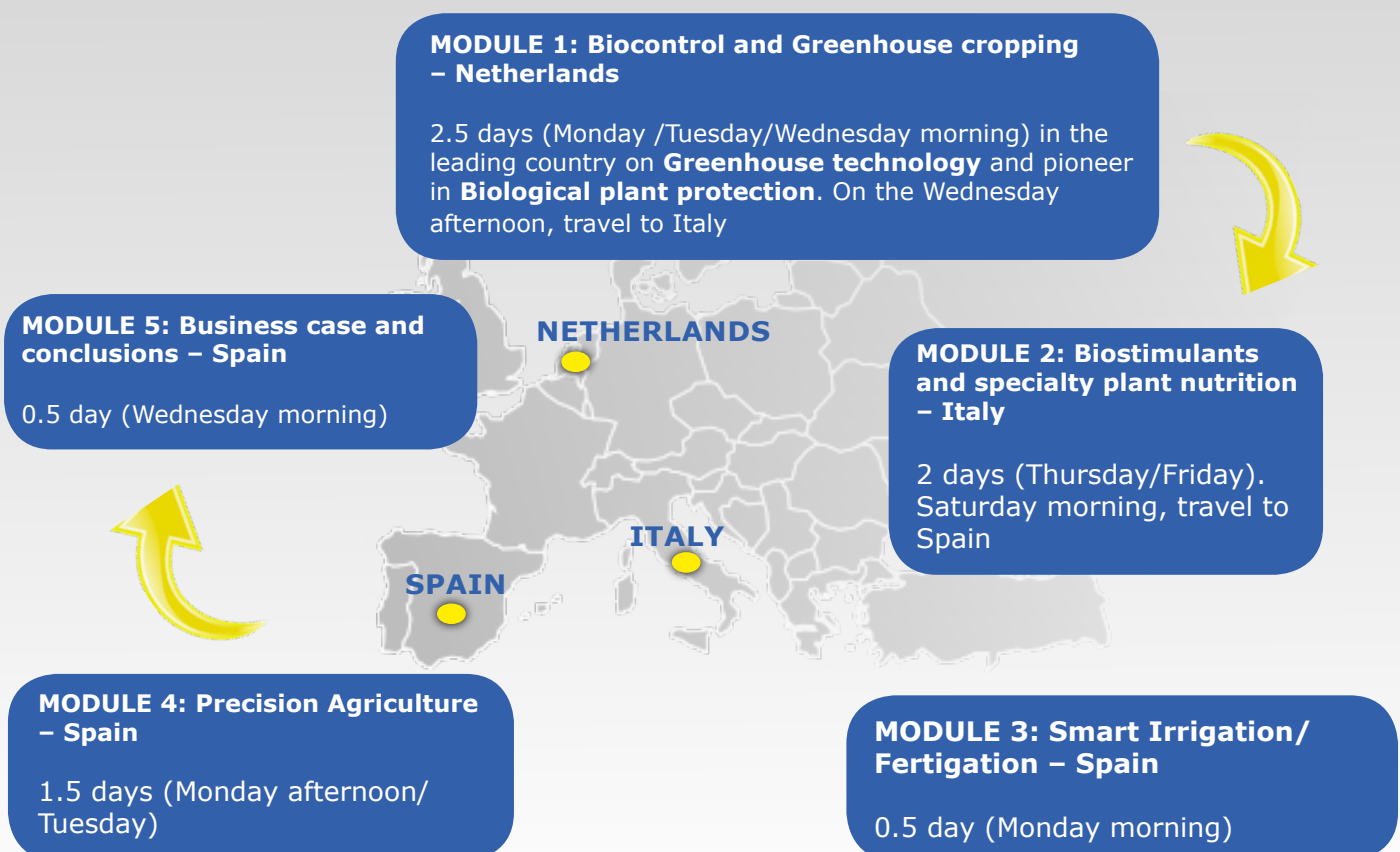 MODULE 1: Biocontrol and Greenhouse cropping
– Netherlands
2.5 days (Monday /Tuesday/Wednesday morning) in the
leading country on Greenhouse technology and pioneer
in Biological plant protection. On the Wednesday
afternoon, travel to Italy
MODULE 5: Business case and
conclusions – Spain
0.5 day (Wednesday morning)
NETHERLANDS
MODULE 2: Biostimulants
and specialty plant nutrition
– Italy
2 days (Thursday/Friday).
Saturday morning, travel to
Spain
ITALY
SPAIN
MODULE 4: Precision Agriculture
– Spain
1.5 days (Monday afternoon/
Tuesday)
MODULE 3: Smart Irrigation/
Fertigation – Spain
0.5 day (Monday morning)